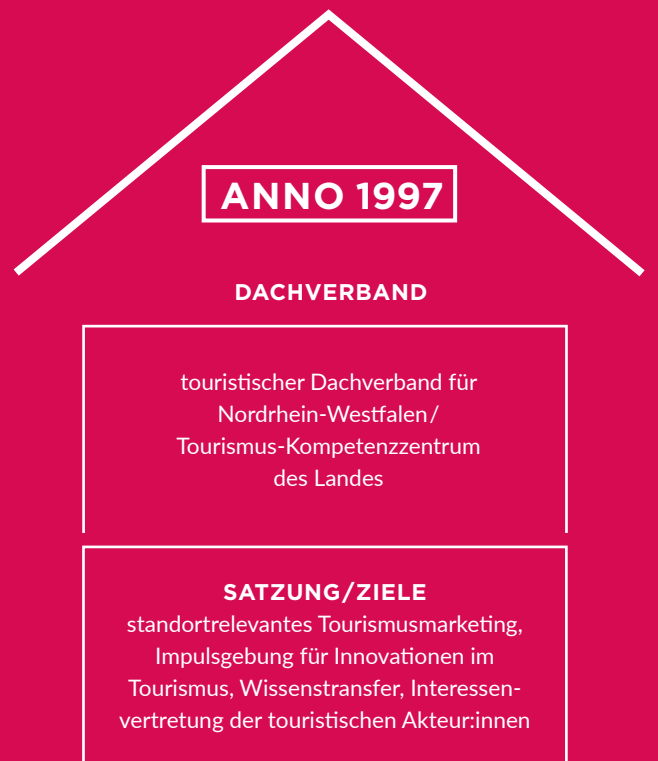 ANNO 1997
DACHVERBAND
touristischer Dachverband für
Nordrhein-Westfalen/
Tourismus-Kompetenzzentrum
des Landes
SATZUNG/ZIELE
standortrelevantes Tourismusmarketing,
Impulsgebung für Innovationen im
Tourismus, Wissenstransfer, Interessen-
vertretung der touristischen Akteur:innen